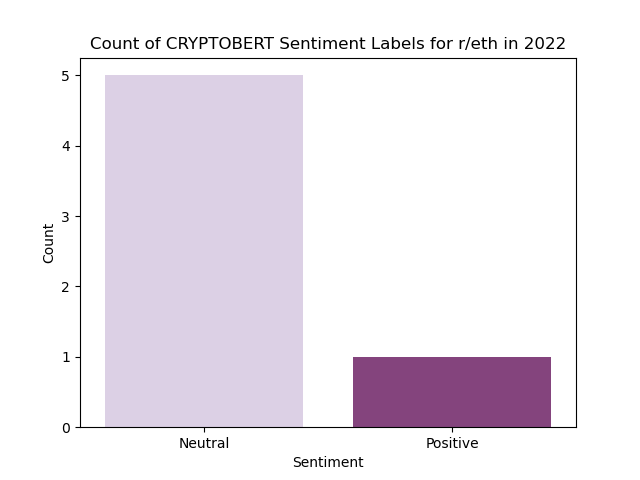 Count of CRYPTOBERT Sentiment Labels for r/eth in 2022
5
4
3
2
1
0
Count
Neutral Positive
Sentiment